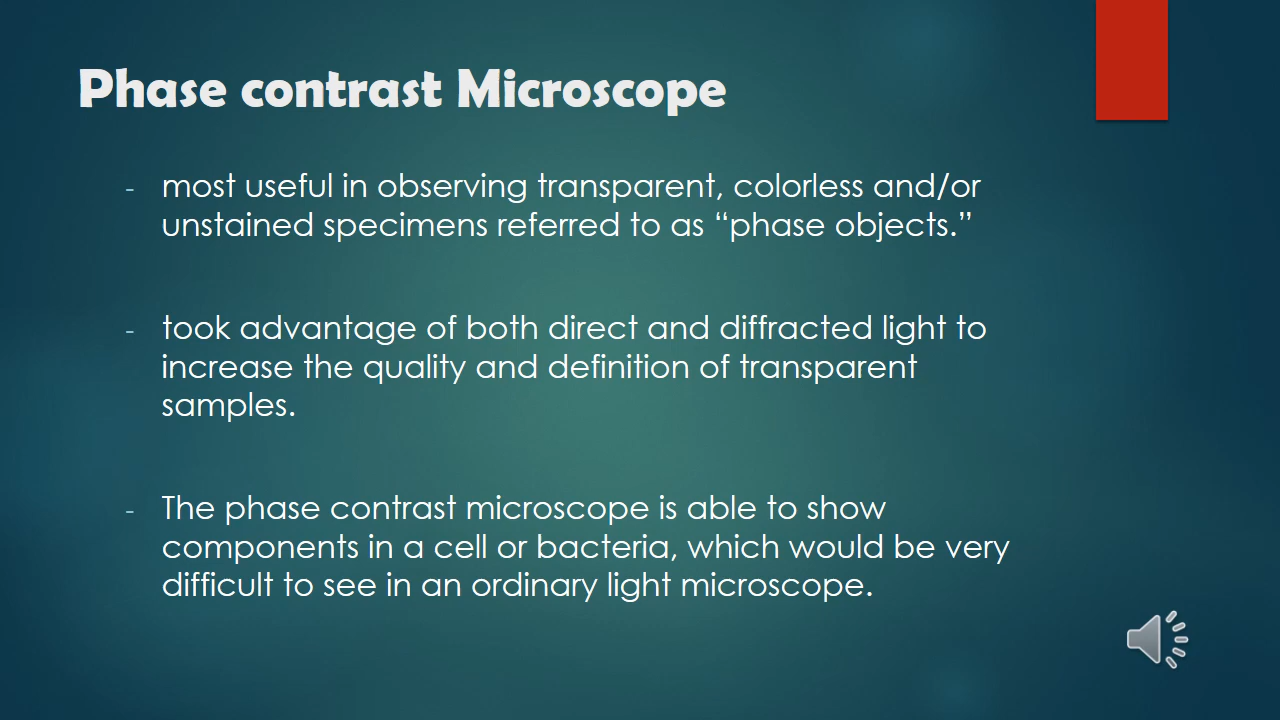 Phase contrast Microscope
- most useful in observing transparent, colorless and/or
unstained specimens referred to as “phase objects.”
- took advantage of both direct and diffracted light to
increase the quality and definition of transparent
samples.
- The phase contrast microscope is able to show
components in a cell or bacteria, which would be very
difficult to see in an ordinary light microscope.